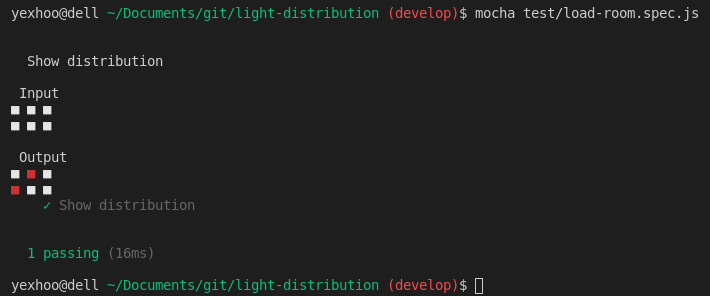 yexhoo@dell ~/Documents/git/light-distribution (develop)$ mocha test/load-room.spec.js
Show distribution
Input
■ ■ ■
■ ■ ■
Output
■ ■ ■
■ ■ ■
✓ Show distribution
1 passing (16ms)
yexhoo@dell ~/Documents/git/light-distribution (develop)$